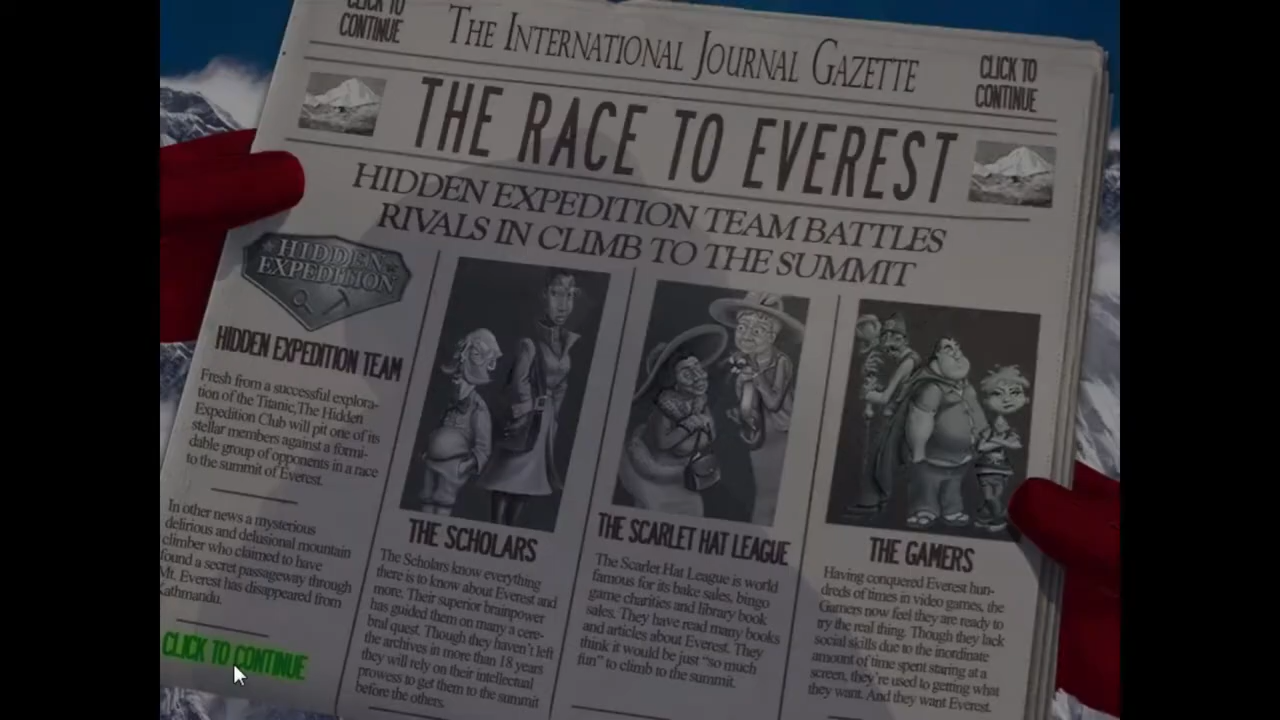 CLICK TO
CONTINUE
THE INTERNATIONAL JOURNAL GAZETTE
CLICK TO
CONTINUE
THE RACE TO EVEREST
HIDDEN EXPEDITION TEAM BATTLES
RIVALS IN CLIMB TO THE SUMMIT
HIDDEN
EXPEDITION
HIDDEN EXPEDITION TEAM
Fresh from a successful explora-
tion of the Titanic,The Hidden
Expedition Club will pit one of its
stellar members against a formi-
dable group of opponents in a race
to the summit of Everest.
In other news a mysterious
delirious and delusional mountain
climber who claimed to have
found a secret passageway through
Mt. Everest has disappeared from
Kathmandu.
CLICK TO CONTINUE
THE SCHOLARS
The Scholars know everything
there is to know about Everest and
more. Their superior brainpower
has guided them on many a cere-
bral quest. Though they haven't left
the archives in more than 18 years
they will rely on their intellectual
prowess to get them to the summit
before the others.
THE SCARLET HAT LEAGUE
The Scarlet Hat League is world
famous for its bake sales, bingo
game charities and library book
sales. They have read many books
and articles about Everest. They
think it would be just "so much
fun" to climb to the summit.
THE GAMERS
Having conquered Everest hun-
dreds of times in video games, the
Gamers now feel they are ready to
try the real thing. Though they lack
social skills due to the inordinate
amount of time spent staring at a
screen, they're used to getting what
they want. And they want Everest.